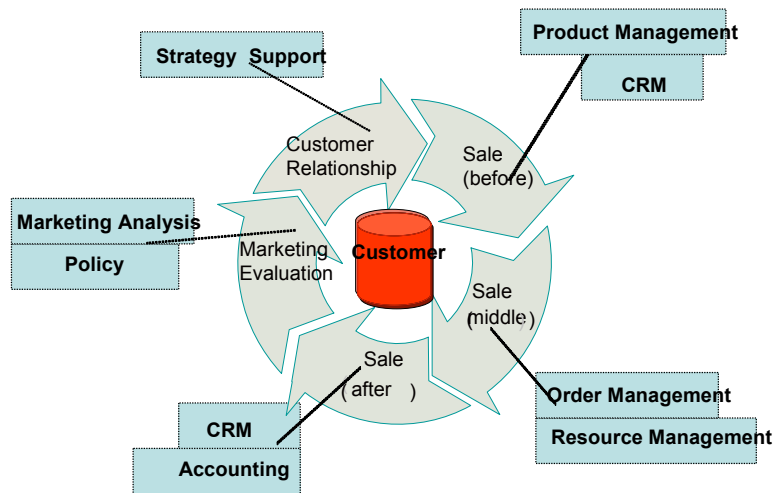 Strategy Support
Product Management
CRM
Customer
Relationship
Sale
(before)
Marketing Analysis
Policy
Marketing
Evaluation
Customer
Sale
(middle)
Sale
(after )
Order Management
Resource Management
CRM
Accounting